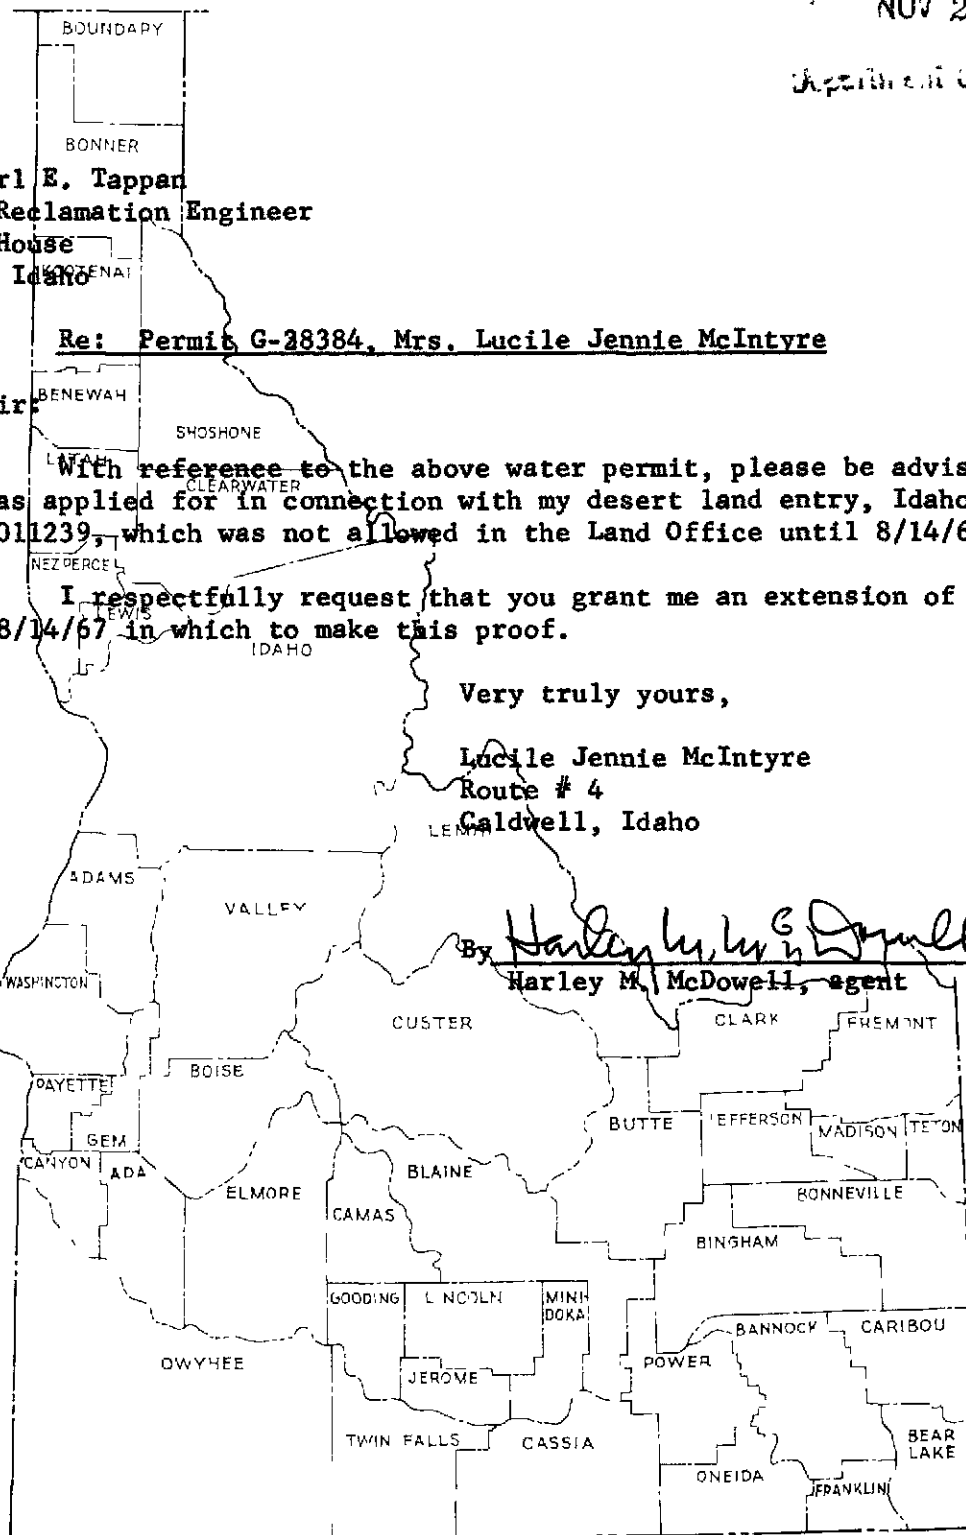 NOV 2
BOUNDARY
BONNER
rl E. Tappan
Reclamation Engineer
House
KOOTENAI
Idaho
Re: Permit G-28384, Mrs. Lucile Jennie McIntyre
BENEWAH
ir:
SHOSHONE
LATAH
With reference to the above water permit, please be advis
CLEARWATER
as applied for in connection with my desert land entry, Idaho
011239, which was not allowed in the Land Office until 8/14/6
NEZ PERCE
I respectfully request that you grant me an extension of
LEWIS
8/14/67 in which to make this proof.
IDAHO
Very truly yours,
Lucile Jennie McIntyre
Route # 4
LEMHI
Caldwell, Idaho
ADAMS
VALLEY
By Harley M. McDowell
WASHINGTON
Harley M. McDowell, agent
CUSTER
CLARK
FREMONT
BOISE
PAYETTE
BUTTE
JEFFERSON
MADISON
TETON
GEM
CANYON
ADA
BLAINE
ELMORE
BONNEVILLE
CAMAS
BINGHAM
GOODING
LINCOLN
MINI
DOKA
BANNOCK
CARIBOU
OWYHEE
POWER
JEROME
TWIN FALLS
CASSIA
BEAR
LAKE
ONEIDA
FRANKLIN